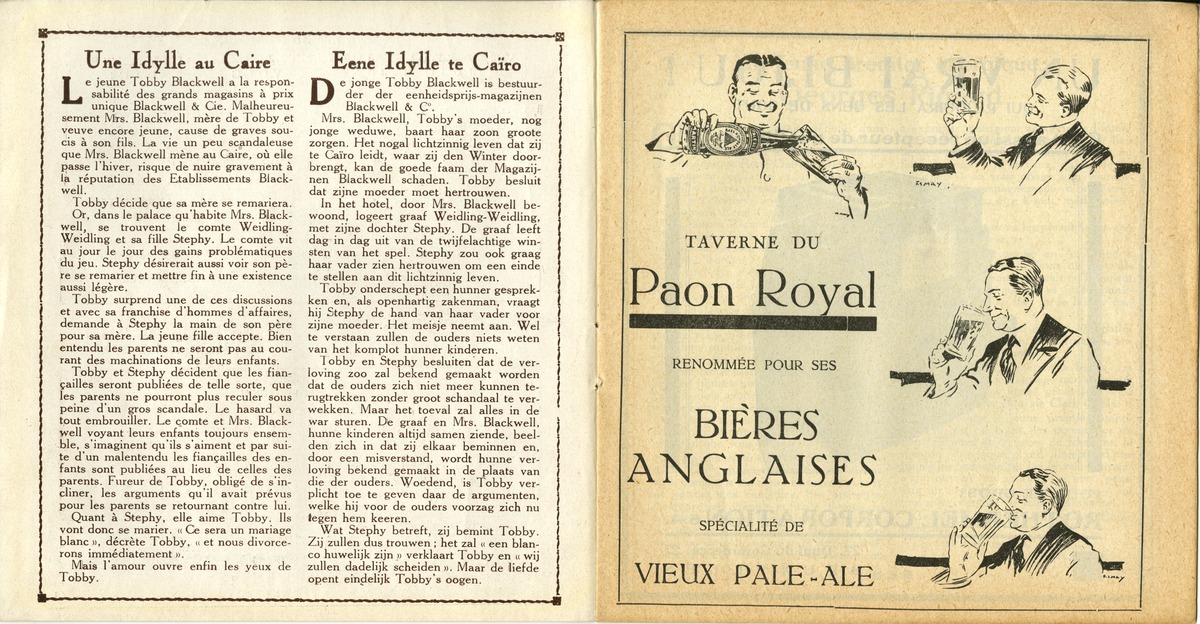 Une Idylle au Caire
Le jeune Tobby Blackwell a la respon-
sabilité des grands magasins à prix
unique Blackwell & Cie. Malheureu-
sement Mrs. Blackwell, mère de Tobby et
veuve encore jeune, cause de graves sou-
cis à son fils. La vie un peu scandaleuse
que Mrs. Blackwell mène au Caire, où elle
passe l'hiver, risque de nuire gravement à
la réputation des Etablissements Black-
well.
Tobby décide que sa mère se remariera.
Or, dans le palace qu'habite Mrs. Black-
well, se trouvent le comte Weidling-
Weidling et sa fille Stephy. Le comte vit
au jour le jour des gains problématiques
du jeu. Stephy désirerait aussi voir son pè-
re se remarier et mettre fin à une existence
aussi légère.
Tobby surprend une de ces discussions
et avec sa franchise d'hommes d'affaires,
demande à Stephy la main de son père
pour sa mère. La jeune fille accepte. Bien
entendu les parents ne seront pas au cou-
rant des machinations de leurs enfants.
Tobby et Stephy décident que les fian-
çailles seront publiées de telle sorte, que
les parents ne pourront plus reculer sous
peine d'un gros scandale. Le hasard va
tout embrouiller. Le comte et Mrs. Black-
well voyant leurs enfants toujours ensem-
ble, s'imaginent qu'ils s'aiment et par sui-
te d'un malentendu les fiançailles des en-
fants sont publiées au lieu de celles des
parents. Fureur de Tobby, obligé de s'in-
cliner, les arguments qu'il avait prévus
pour les parents se retournant contre lui.
Quant à Stephy, elle aime Tobby. Ils
vont donc se marier. « Ce sera un mariage
blanc », décrète Tobby, « et nous divorce-
rons immédiatement ».
Mais l'amour ouvre enfin les yeux de
Tobby.
Eene Idylle te Caïro
De jonge Tobby Blackwell is bestuur-
der der eenheidsprijs-magazijnen
Blackwell & C°.
Mrs. Blackwell, Tobby's moeder, nog
jonge weduwe, baart haar zoon groote
zorgen. Het nogal lichtzinnig leven dat zij
te Caïro leidt, waar zij den Winter door-
brengt, kan de goede faam der Magazij-
nen Blackwell schaden. Tobby besluit
dat zijne moeder moet hertrouwen.
In het hotel, door Mrs. Blackwell be-
woond, logeert graaf Weidling-Weidling,
met zijne dochter Stephy. De graaf leeft
dag in dag uit van de twijfelachtige win-
sten van het spel. Stephy zou ook graag
haar vader zien hertrouwen om een einde
te stellen aan dit lichtzinnig leven.
Tobby onderschept een hunner gesprek-
ken en, als openhartig zakenman, vraagt
hij Stephy de hand van haar vader voor
zijne moeder. Het meisje neemt aan. Wel
te verstaan zullen de ouders niets weten
van het komplot hunner kinderen.
Tobby en Stephy besluiten dat de ver-
loving zoo zal bekend gemaakt worden
dat de ouders zich niet meer kunnen te-
rugtrekken zonder groot schandaal te ver-
wekken. Maar het toeval zal alles in de
war sturen. De graaf en Mrs. Blackwell,
hunne kinderen altijd samen ziende, beel-
den zich in dat zij elkaar beminnen en,
door een misverstand, wordt hunne ver-
loving bekend gemaakt in de plaats van
die der ouders. Woedend, is Tobby ver-
plicht toe te geven daar de argumenten,
welke hij voor de ouders voorzag zich nu
tegen hem keeren.
Wat Stephy betreft, zij bemint Tobby.
Zij zullen dus trouwen ; het zal « een blan-
co huwelijk zijn » verklaart Tobby en « wij
zullen dadelijk scheiden ». Maar de liefde
opent eindelijk Tobby's oogen.
TAVERNE DU
Paon Royal
RENOMMÉE POUR SES
BIÈRES
ANGLAISES
SPÉCIALITÉ DE
VIEUX PALE-ALE